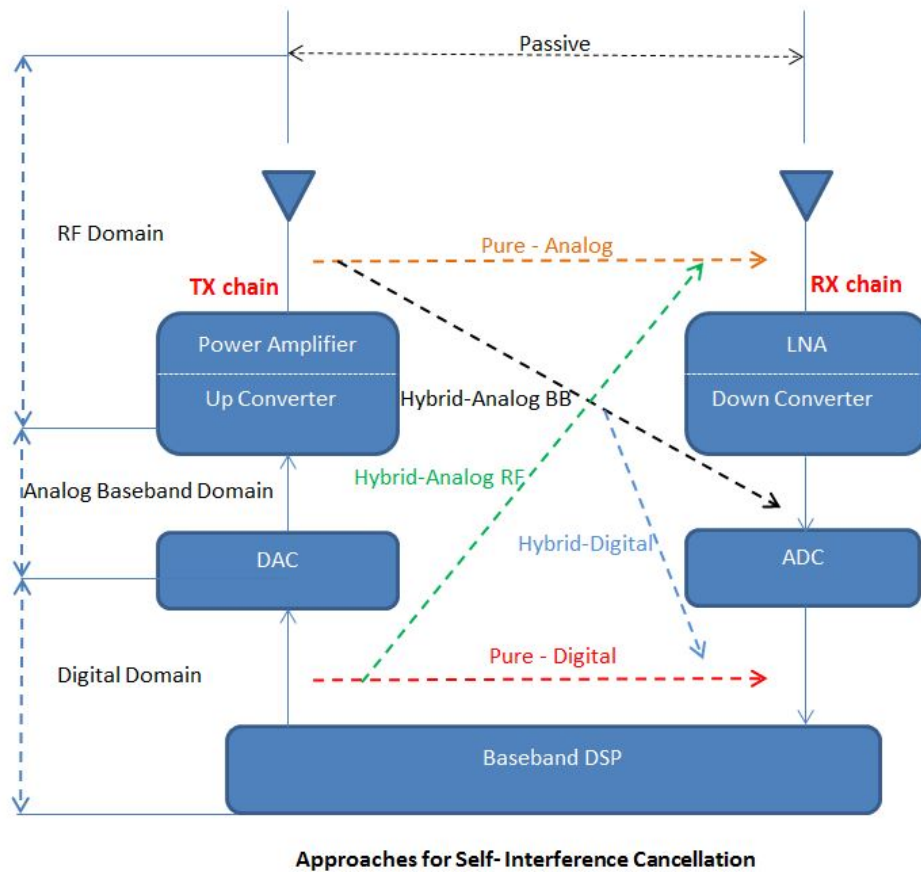 Passive
RF Domain
Pure - Analog
TX chain
RX chain
Power Amplifier
LNA
Up Converter
Hybrid-Analog BB
Down Converter
Analog Baseband Domain
Hybrid-Analog RF
DAC
Hybrid-Digital
ADC
Digital Domain
Pure - Digital
Baseband DSP
Approaches for Self- Interference Cancellation